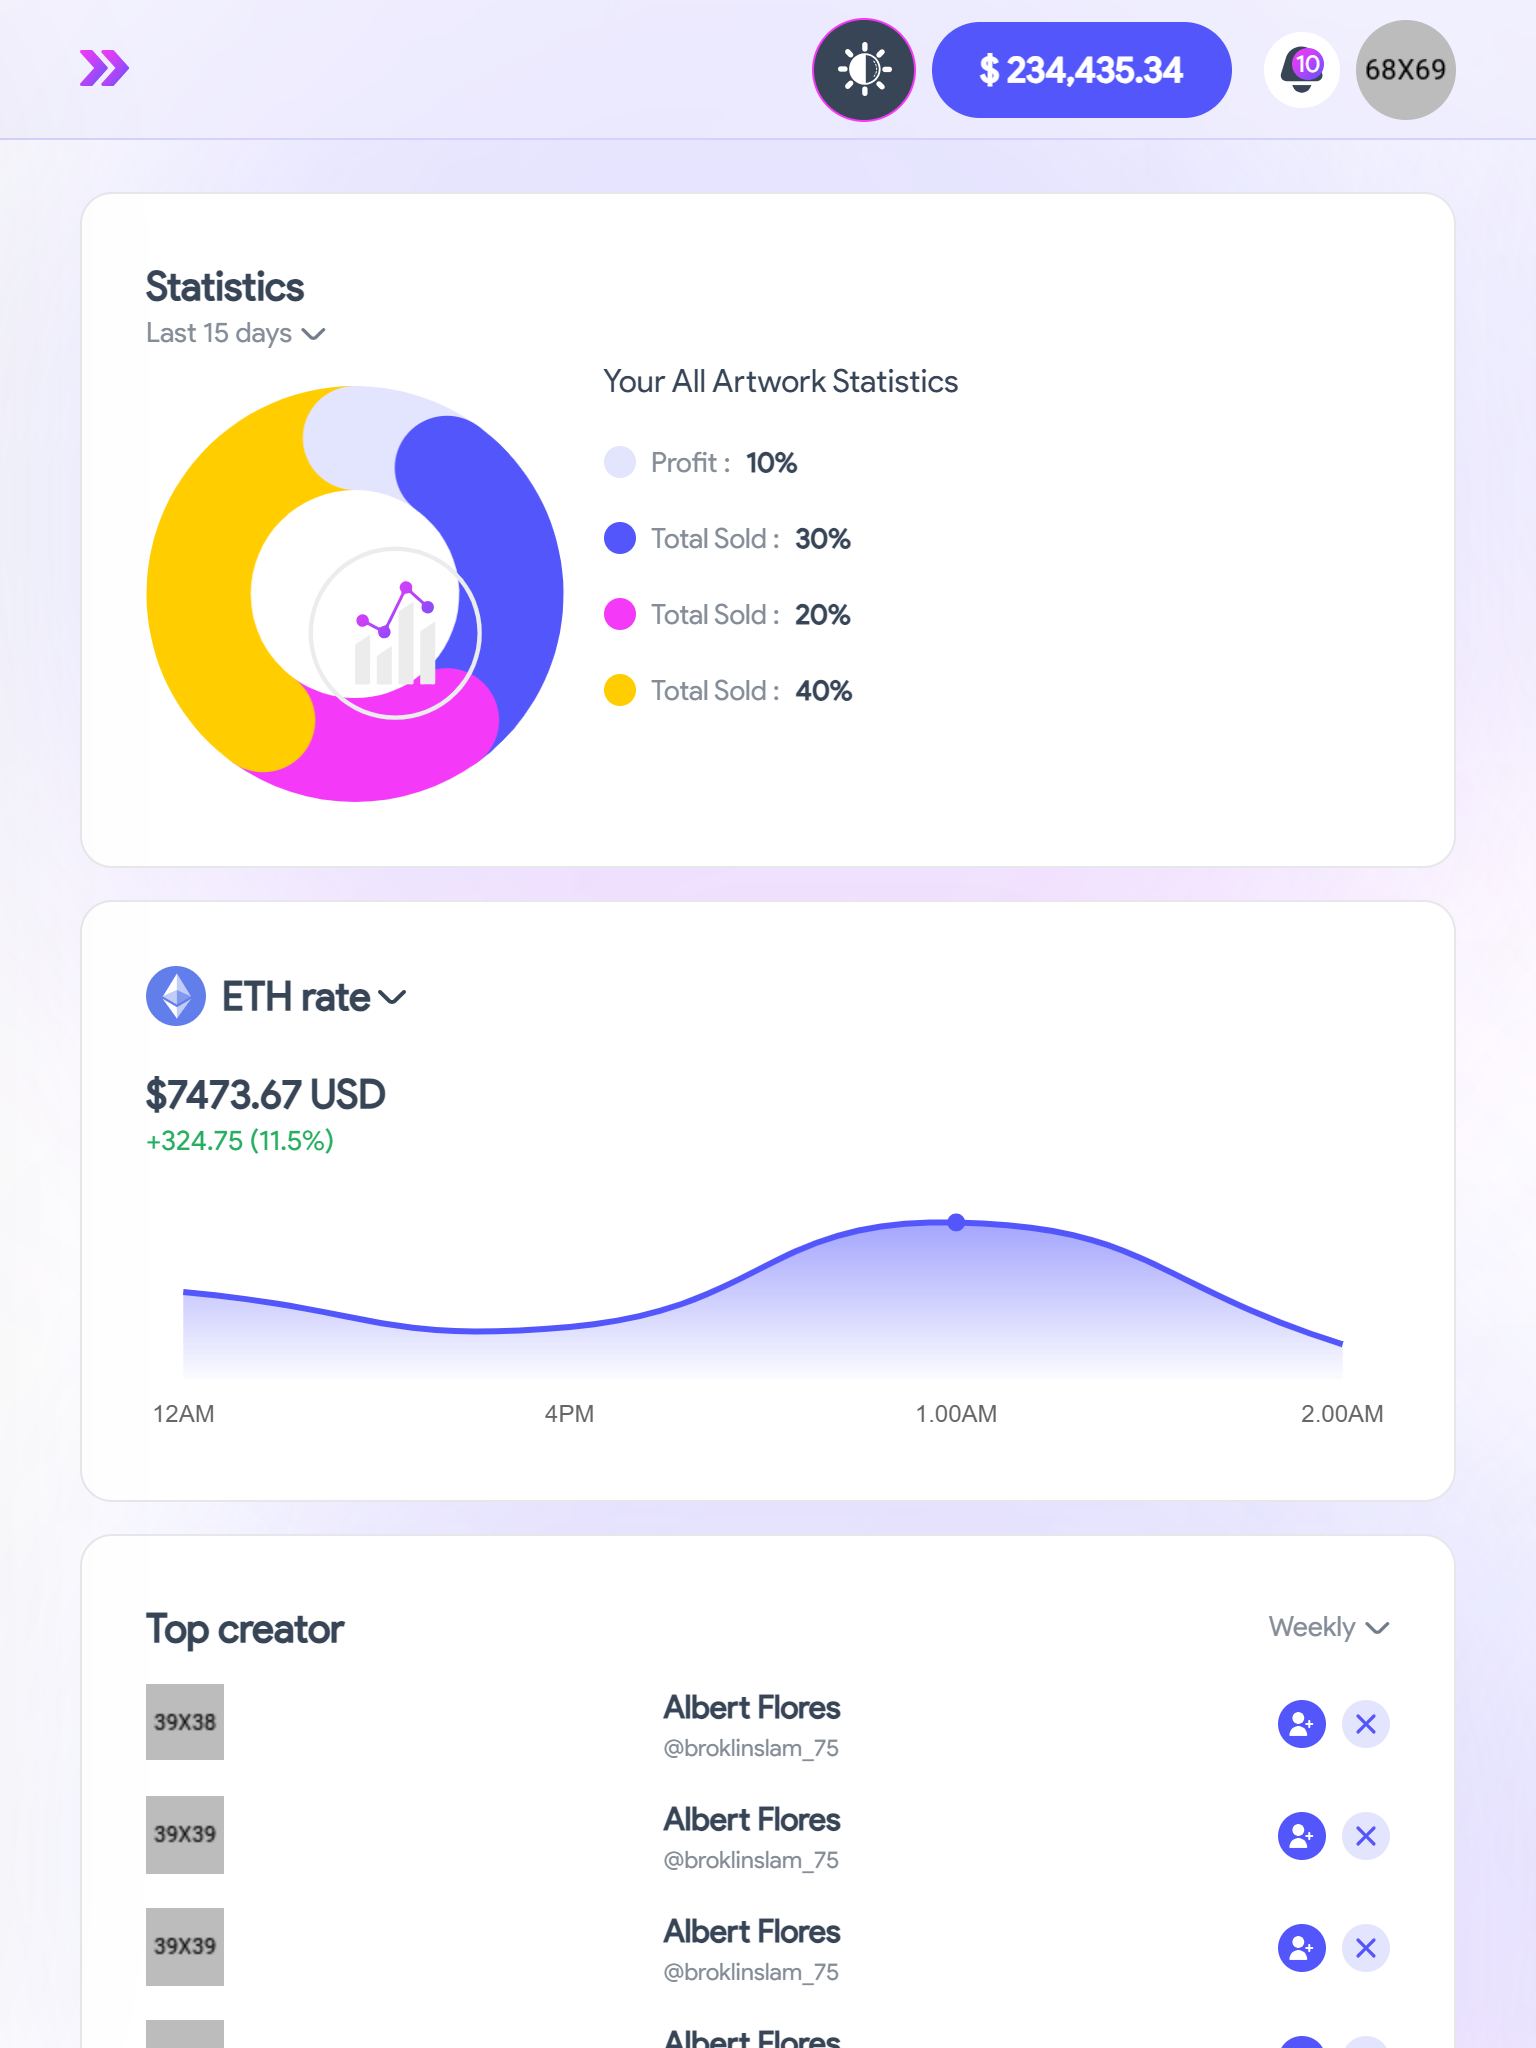 $ 234,435.34
10
68X69
Statistics
Last 15 days
Your All Artwork Statistics
Profit : 10%
Total Sold : 30%
Total Sold : 20%
Total Sold : 40%
ETH rate
$7473.67 USD
+324.75 (11.5%)
12AM 4PM 1.00AM 2.00AM
Top creator
Weekly
39X38
Albert Flores
@broklinslam_75
39X39
Albert Flores
@broklinslam_75
39X39
Albert Flores
@broklinslam_75
Albert Flores